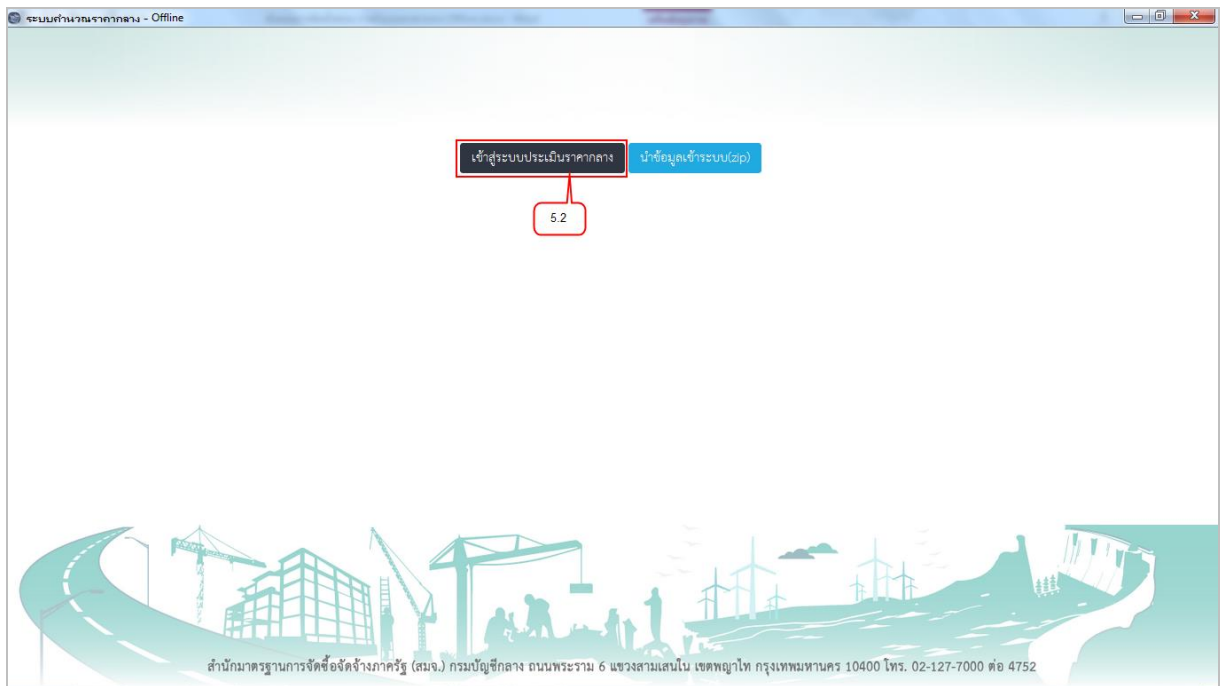 ระบบคำนวณราคากลาง - Offline
เข้าสู่ระบบประเมินราคากลาง นำข้อมูลเข้าระบบ(zip)
5.2
สำนักมาตรฐานการจัดซื้อจัดจ้างภาครัฐ (สมจ.) กรมบัญชีกลาง ถนนพระราม 6 แขวงสามเสนใน เขตพญาไท กรุงเทพมหานคร 10400 โทร. 02-127-7000 ต่อ 4752